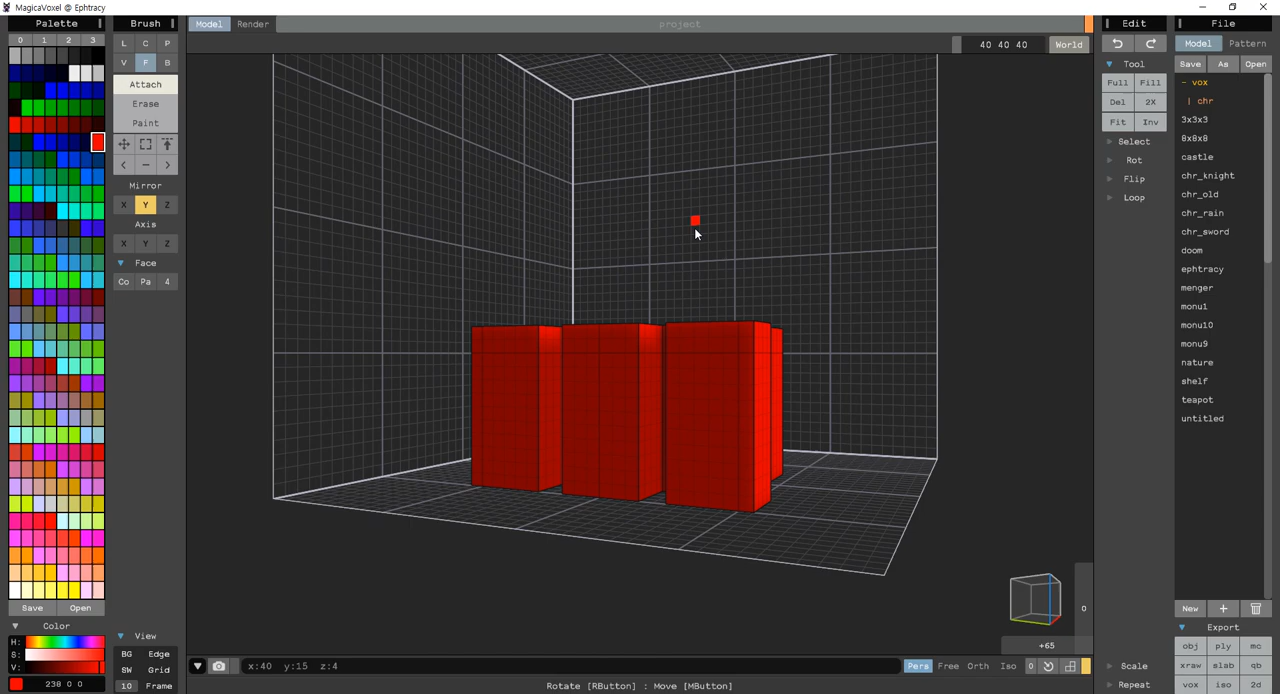 MagicaVoxel @ Ephtracy
Palette
0 1 2 3
Save Open
Color
H:
S:
V:
238 0 0
Brush
L C P
V F B
Attach
Erase
Paint
Mirror
X Y Z
Axis
X Y Z
Face
Co Pa 4
View
BG Edge
SW Grid
10 Frame
Model Render
project
40 40 40 World
0
+65
x:40 y:15 z:4
Pers Free Orth Iso 0
Rotate [RButton] : Move [MButton]
Edit
Tool
Full Fill
Del 2X
Fit Inv
Select
Rot
Flip
Loop
Scale
Repeat
File
Model Pattern
Save As Open
- vox
| chr
3x3x3
8x8x8
castle
chr_knight
chr_old
chr_rain
chr_sword
doom
ephtracy
menger
monu1
monu10
monu9
nature
shelf
teapot
untitled
New +
Export
obj ply mc
xraw slab qb
vox iso 2d